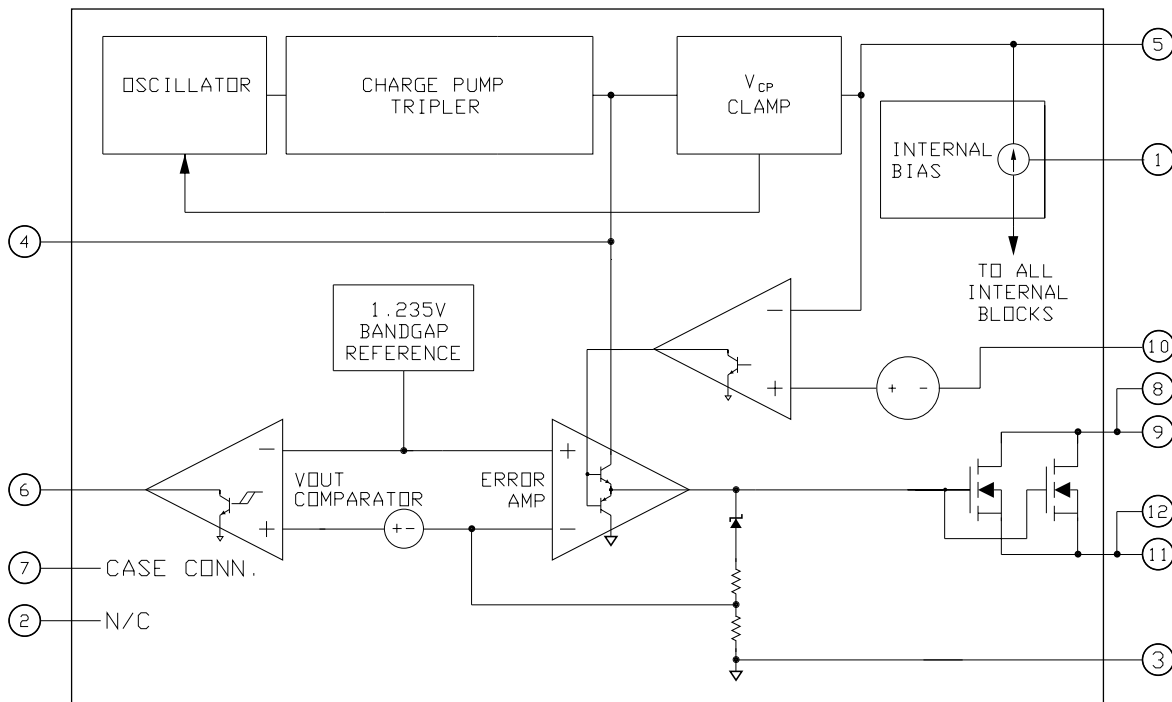 OSCILLATOR
CHARGE PUMP
TRIPLER
VCP
CLAMP
5
INTERNAL
BIAS
1
4
TO ALL
INTERNAL
BLOCKS
1.235V
BANDGAP
REFERENCE
−
+
+ −
10
8
9
−
+
VOUT
COMPARATOR
+-
ERROR
AMP
+
−
6
12
11
7
CASE CONN.
2
N/C
3